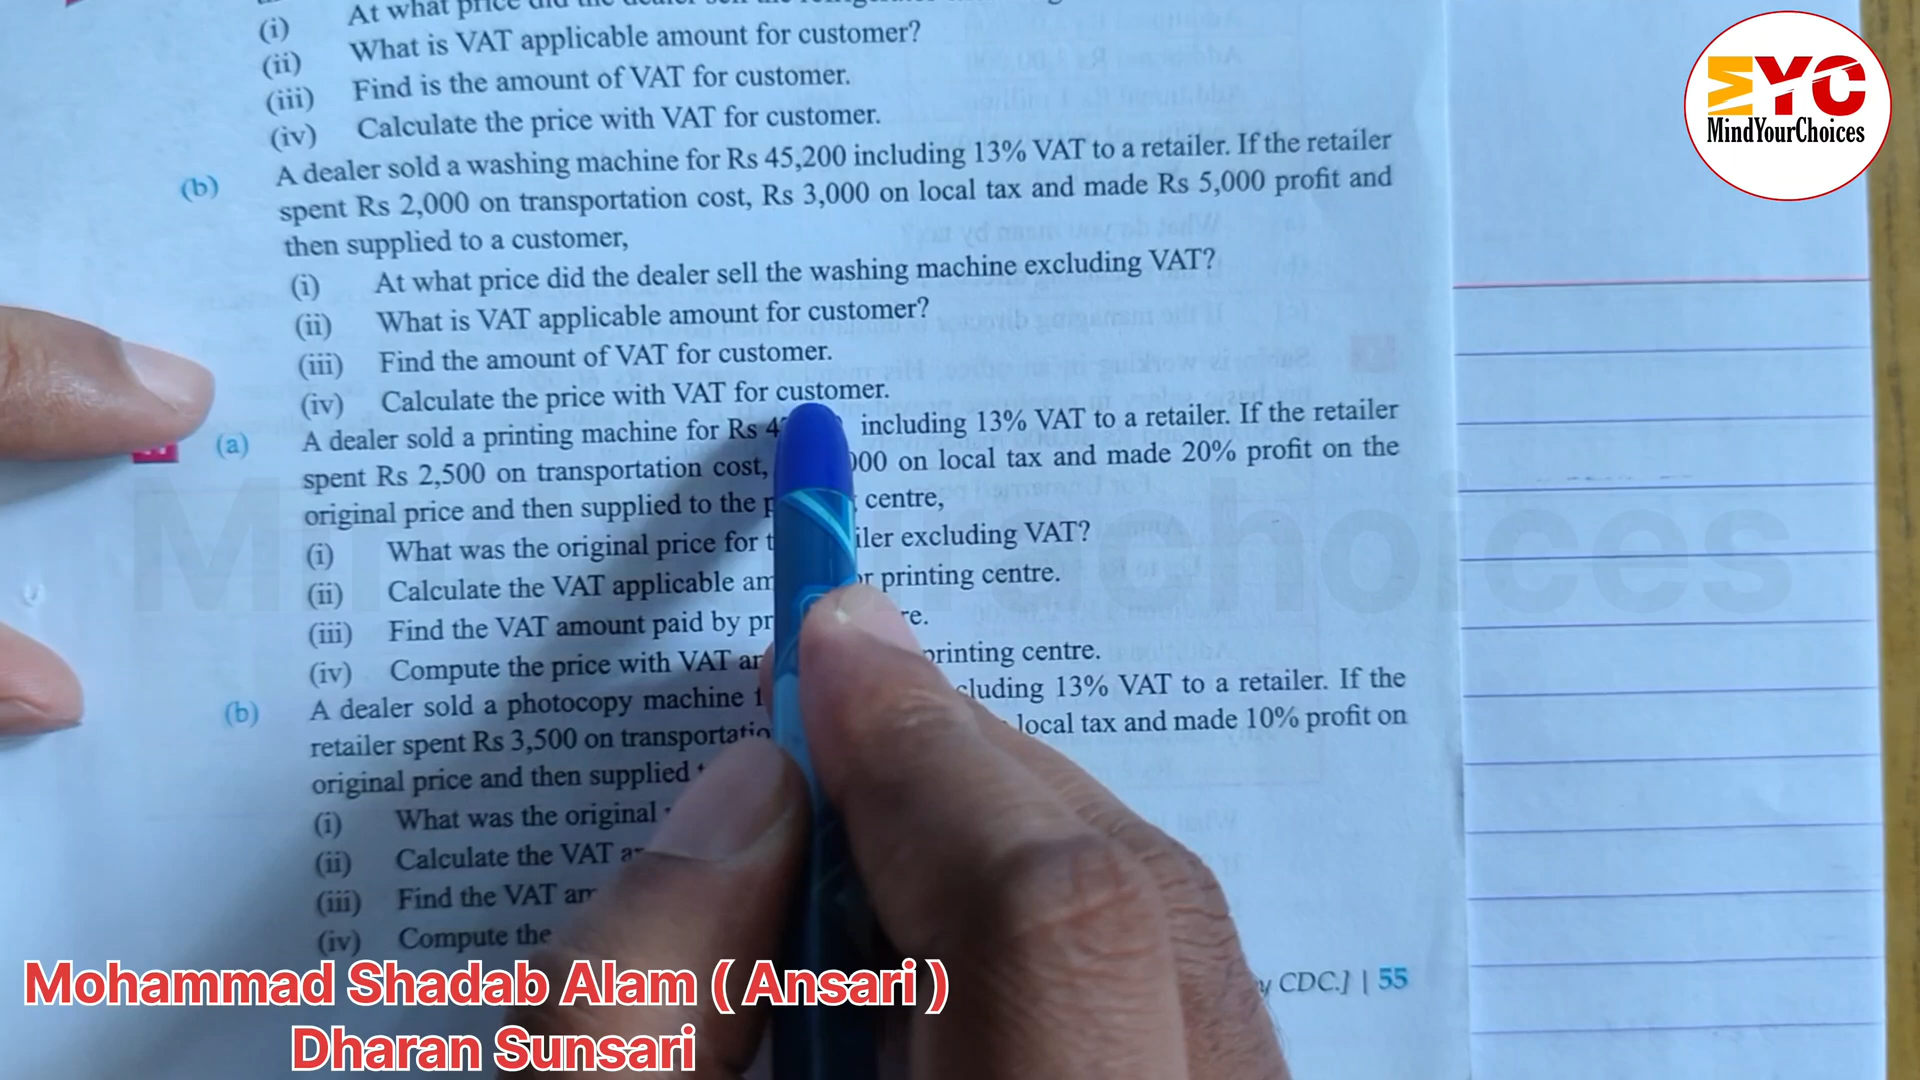 (i) At what price did the dealer sell the
(ii) What is VAT applicable amount for customer?
(iii) Find is the amount of VAT for customer.
(iv) Calculate the price with VAT for customer.
(b) A dealer sold a washing machine for Rs 45,200 including 13% VAT to a retailer. If the retailer
spent Rs 2,000 on transportation cost, Rs 3,000 on local tax and made Rs 5,000 profit and
then supplied to a customer,
(i) At what price did the dealer sell the washing machine excluding VAT?
(ii) What is VAT applicable amount for customer?
(iii) Find the amount of VAT for customer.
(iv) Calculate the price with VAT for customer.
(a) A dealer sold a printing machine for Rs including 13% VAT to a retailer. If the retailer
spent Rs 2,500 on transportation cost, on local tax and made 20% profit on the
original price and then supplied to the centre,
(i) What was the original price for excluding VAT?
(ii) Calculate the VAT applicable printing centre.
(iii) Find the VAT amount paid by
(iv) Compute the price with VAT printing centre.
(b) A dealer sold a photocopy machine 13% VAT to a retailer. If the
retailer spent Rs 3,500 on local tax and made 10% profit on
original price and then supplied
(i) What was the original
(ii) Calculate the VAT
(iii) Find the VAT
(iv) Compute the
CDC.] | 55
MYC
MindYourChoices
Mindyourachoices
Mohammad Shadab Alam ( Ansari )
Dharan Sunsari